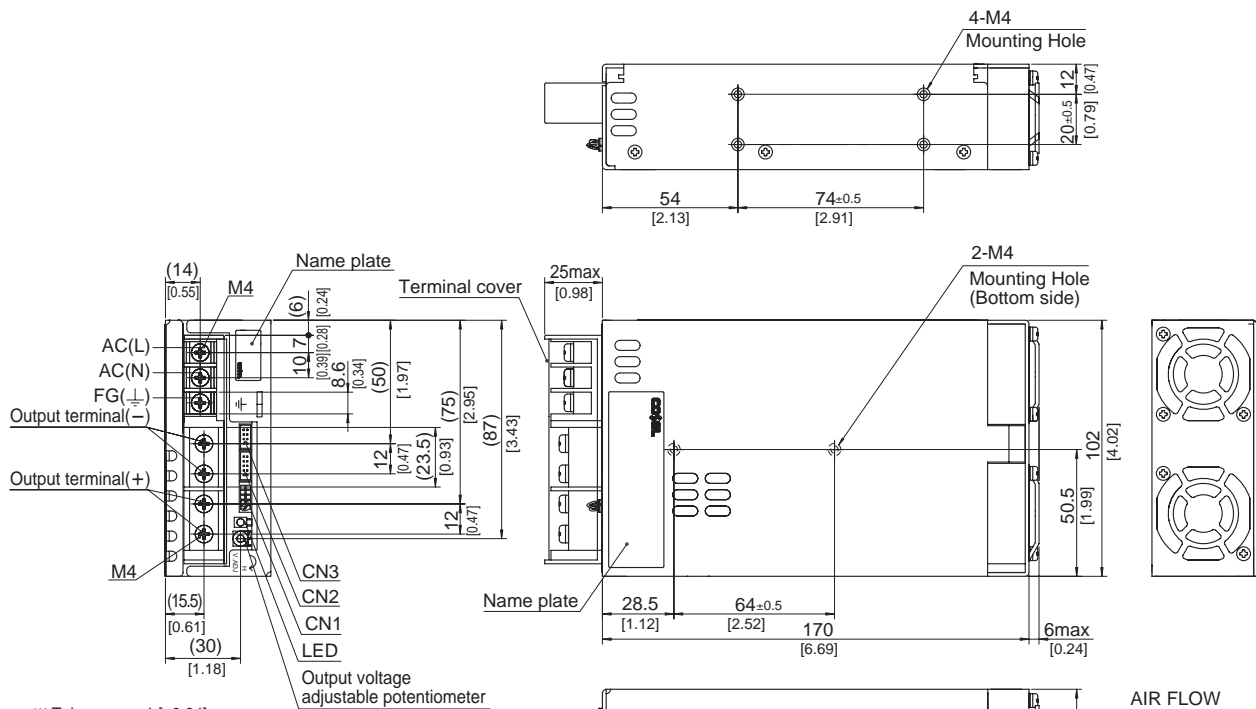 4-M4
Mounting Hole
12
[0.47]
20±0.5
[0.79]
54
[2.13]
74±0.5
[2.91]
(14)
[0.55]
Name plate
M4
(6)
[0.24]
7
[0.28]
10
[0.39]
8.6
[0.34]
(50)
[1.97]
(75)
[2.95]
(87)
[3.43]
AC(L)
AC(N)
FG(⏚)
Output terminal(−)
12
[0.47]
(23.5)
[0.93]
Output terminal(+)
12
[0.47]
M4
(15.5)
[0.61]
(30)
[1.18]
CN3
CN2
CN1
LED
Output voltage
adjustable potentiometer
Terminal cover
25max
[0.98]
2-M4
Mounting Hole
(Bottom side)
COSEL
Name plate
102
[4.02]
50.5
[1.99]
28.5
[1.12]
64±0.5
[2.52]
170
[6.69]
6max
[0.24]
AIR FLOW